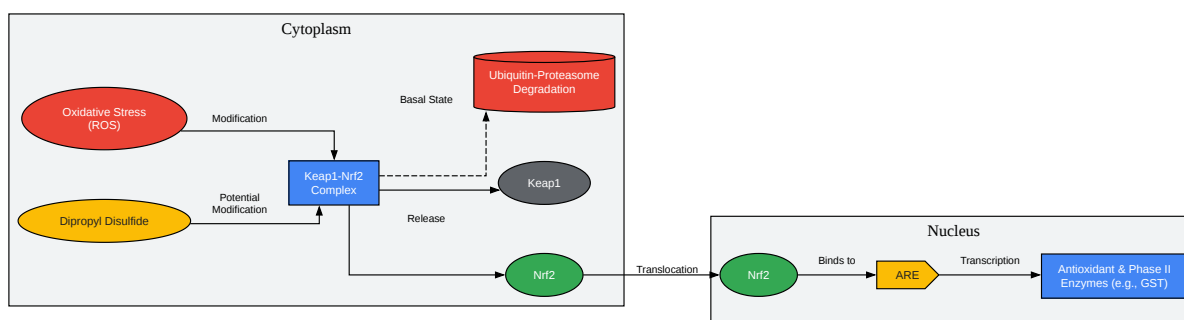 Cytoplasm
Ubiquitin-Proteasome
Degradation
Basal State
Oxidative Stress
(ROS)
Modification
Keap1-Nrf2
Complex
Keap1
Potential
Modification
Dipropyl Disulfide
Release
Nrf2
Translocation
Nucleus
Nrf2
Binds to
ARE
Transcription
Antioxidant & Phase II
Enzymes (e.g., GST)